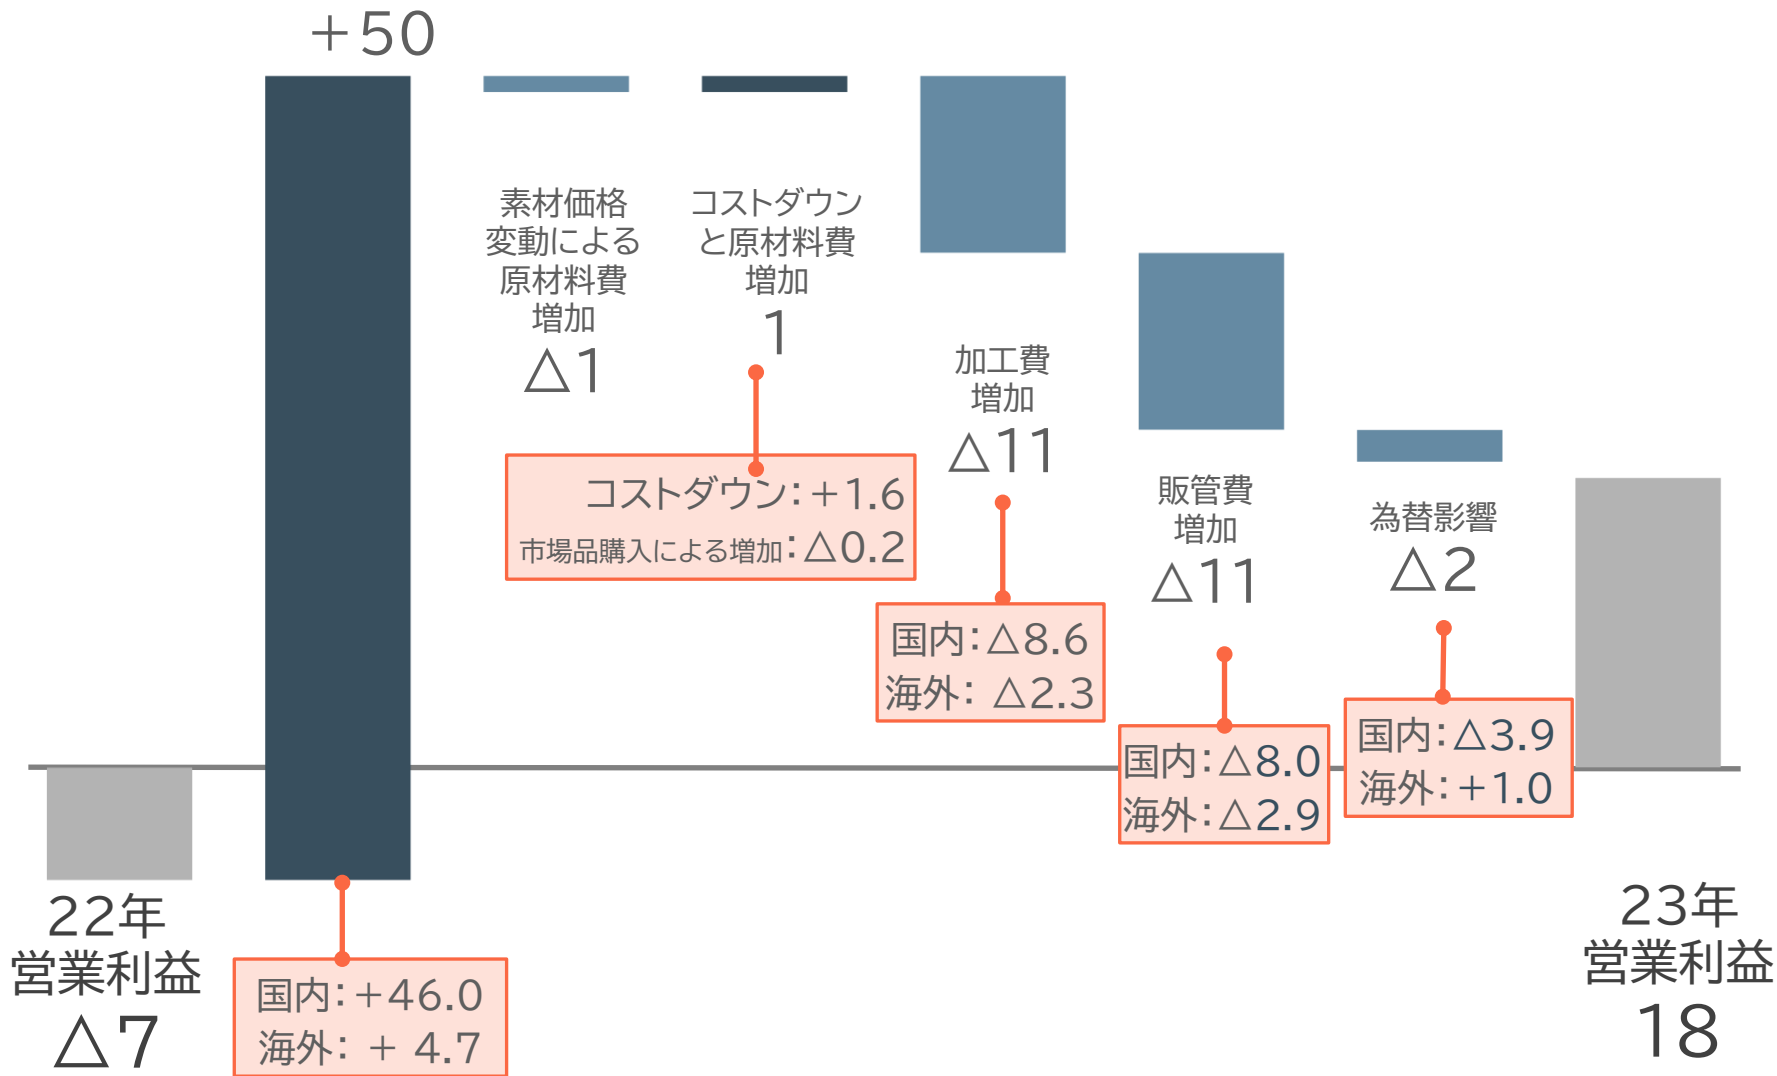 ＋50
素材価格
変動による
原材料費
増加
△1
コストダウン
と原材料費
増加
1
コストダウン：＋1.6
市場品購入による増加：△0.2
加工費
増加
△11
国内：△8.6
海外： △2.3
販管費
増加
△11
国内：△8.0
海外：△2.9
為替影響
△2
国内：△3.9
海外：＋1.0
22年
営業利益
△7
国内：＋46.0
海外： ＋ 4.7
23年
営業利益
18